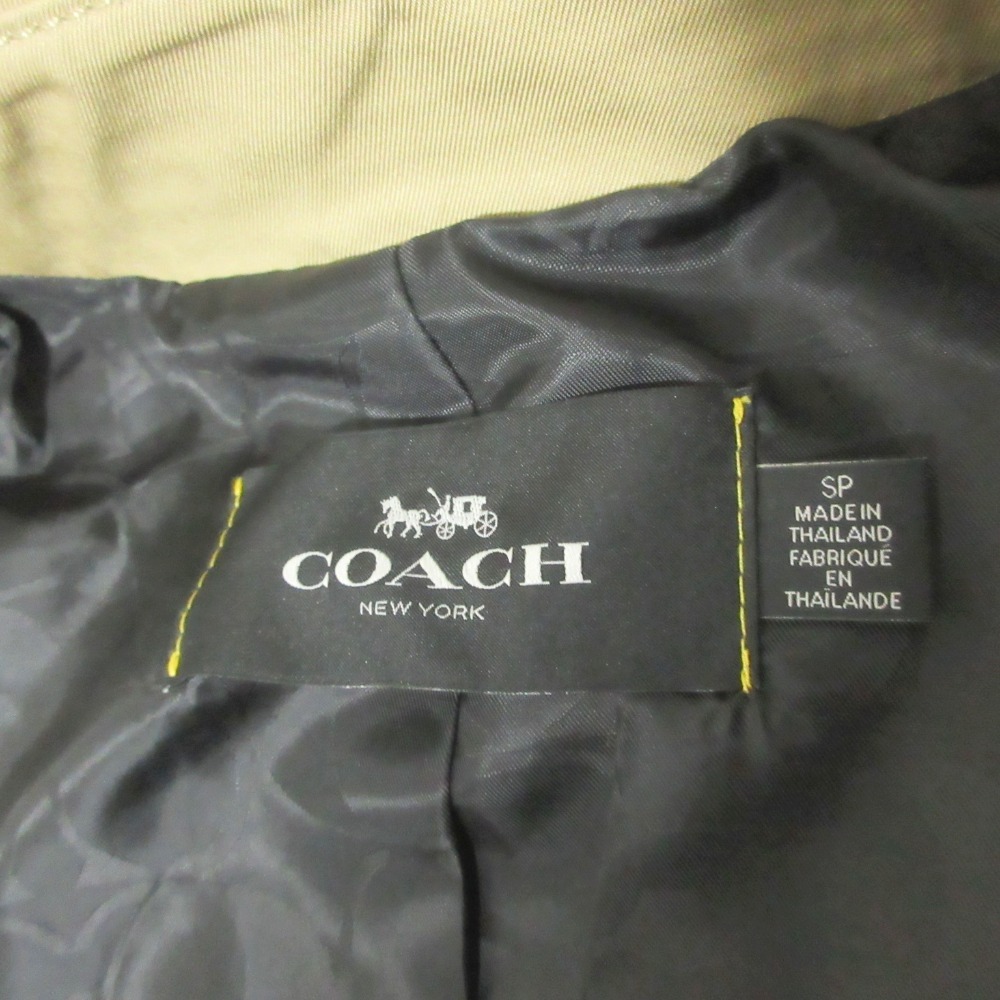 COACH
NEW YORK
SP
MADE IN
THAILAND
FABRIQUÉ
EN
THAÏLANDE